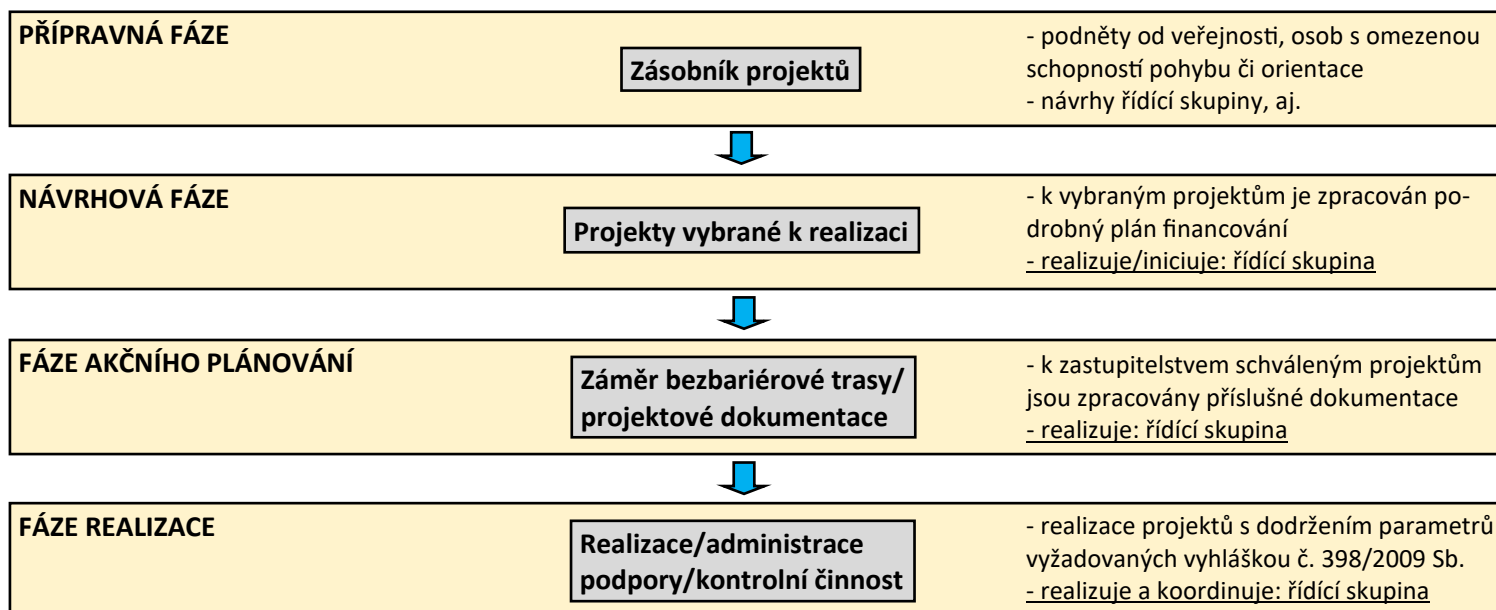 PŘÍPRAVNÁ FÁZE
Zásobník projektů
- podněty od veřejnosti, osob s omezenou
schopností pohybu či orientace
- návrhy řídící skupiny, aj.
NÁVRHOVÁ FÁZE
Projekty vybrané k realizaci
- k vybraným projektům je zpracován po-
drobný plán financování
- realizuje/iniciuje: řídící skupina
FÁZE AKČNÍHO PLÁNOVÁNÍ
Záměr bezbariérové trasy/
projektové dokumentace
- k zastupitelstvem schváleným projektům
jsou zpracovány příslušné dokumentace
- realizuje: řídící skupina
FÁZE REALIZACE
Realizace/administrace
podpory/kontrolní činnost
- realizace projektů s dodržením parametrů
vyžadovaných vyhláškou č. 398/2009 Sb.
- realizuje a koordinuje: řídící skupina